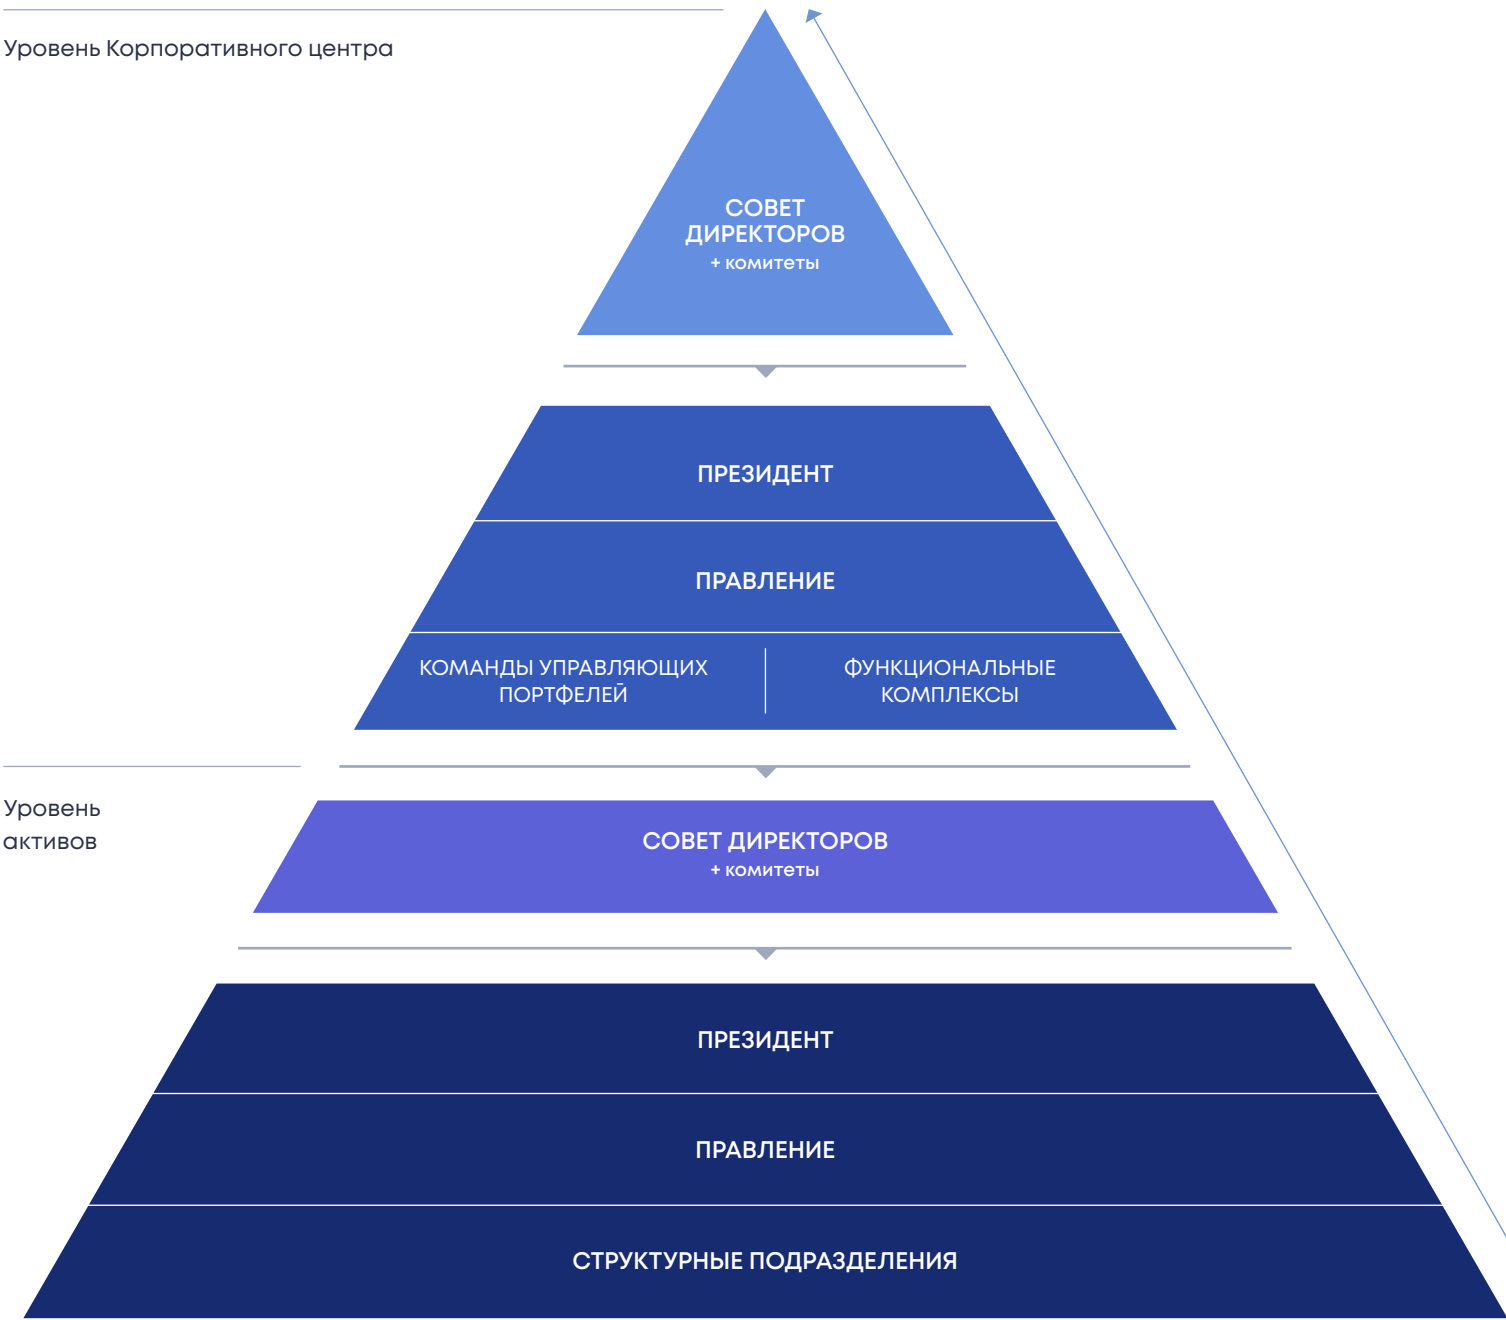 Уровень Корпоративного центра
СОВЕТ
ДИРЕКТОРОВ
+ комитеты
ПРЕЗИДЕНТ
ПРАВЛЕНИЕ
КОМАНДЫ УПРАВЛЯЮЩИХ
ПОРТФЕЛЕЙ
ФУНКЦИОНАЛЬНЫЕ
КОМПЛЕКСЫ
Уровень
активов
СОВЕТ ДИРЕКТОРОВ
+ комитеты
ПРЕЗИДЕНТ
ПРАВЛЕНИЕ
СТРУКТУРНЫЕ ПОДРАЗДЕЛЕНИЯ